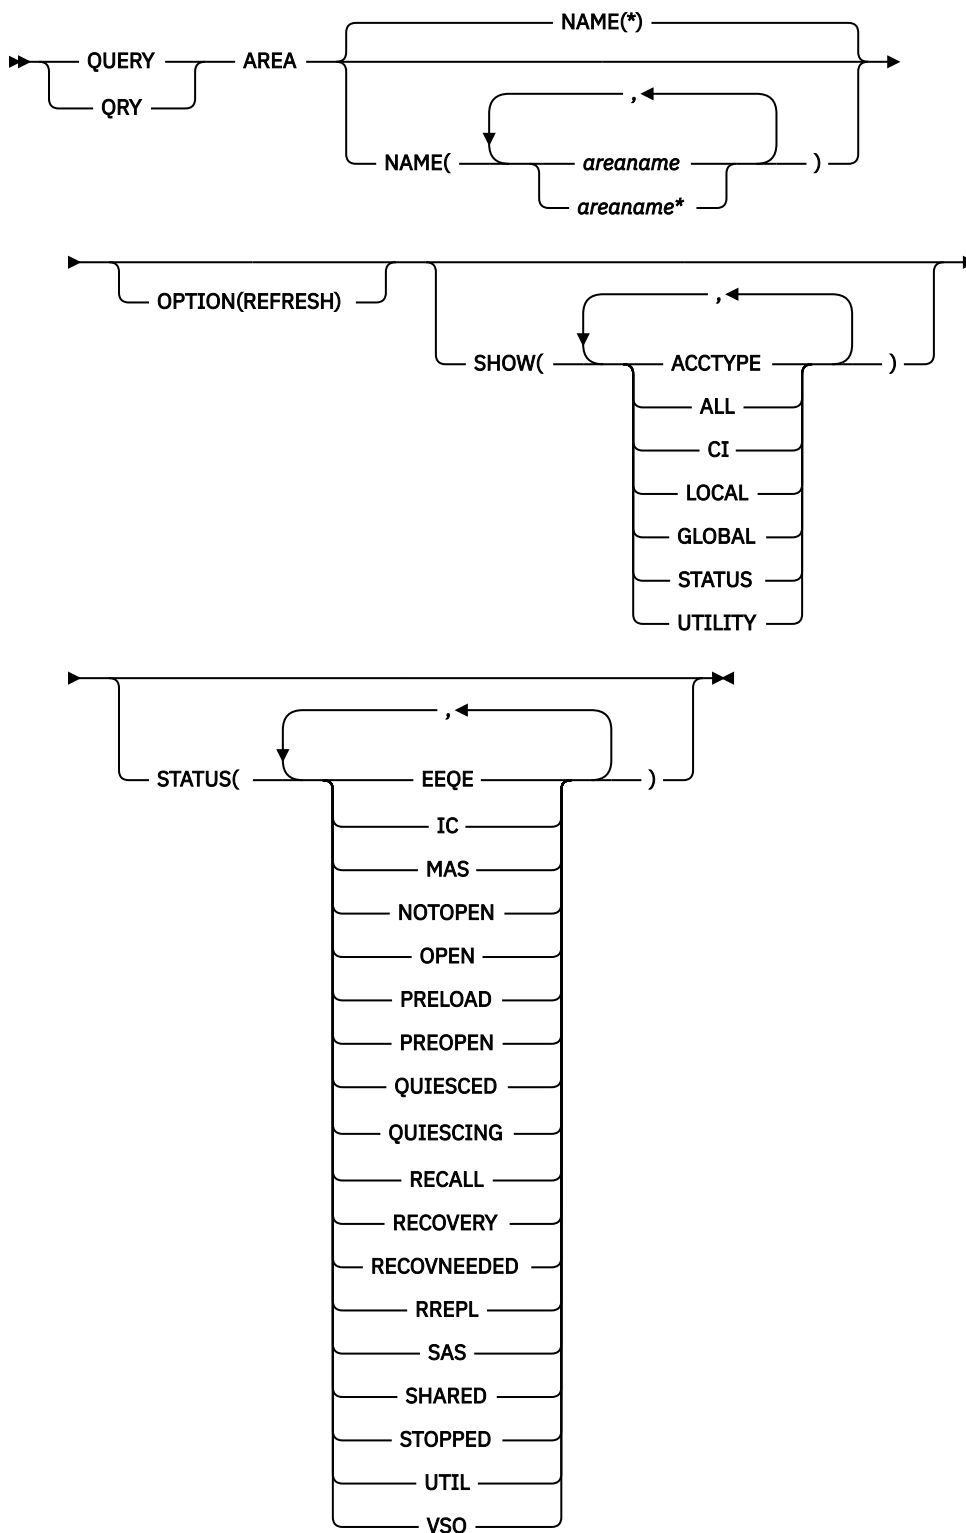 NAME(*)
QUERY AREA
QRY
,
NAME( areaname )
areaname*
OPTION(REFRESH)
,
SHOW( ACCTYPE )
ALL
CI
LOCAL
GLOBAL
STATUS
UTILITY
,
STATUS( EEQE )
IC
MAS
NOTOPEN
OPEN
PRELOAD
PREOPEN
QUIESCED
QUIESCING
RECALL
RECOVERY
RECOVNEEDED
RREPL
SAS
SHARED
STOPPED
UTIL
VSO